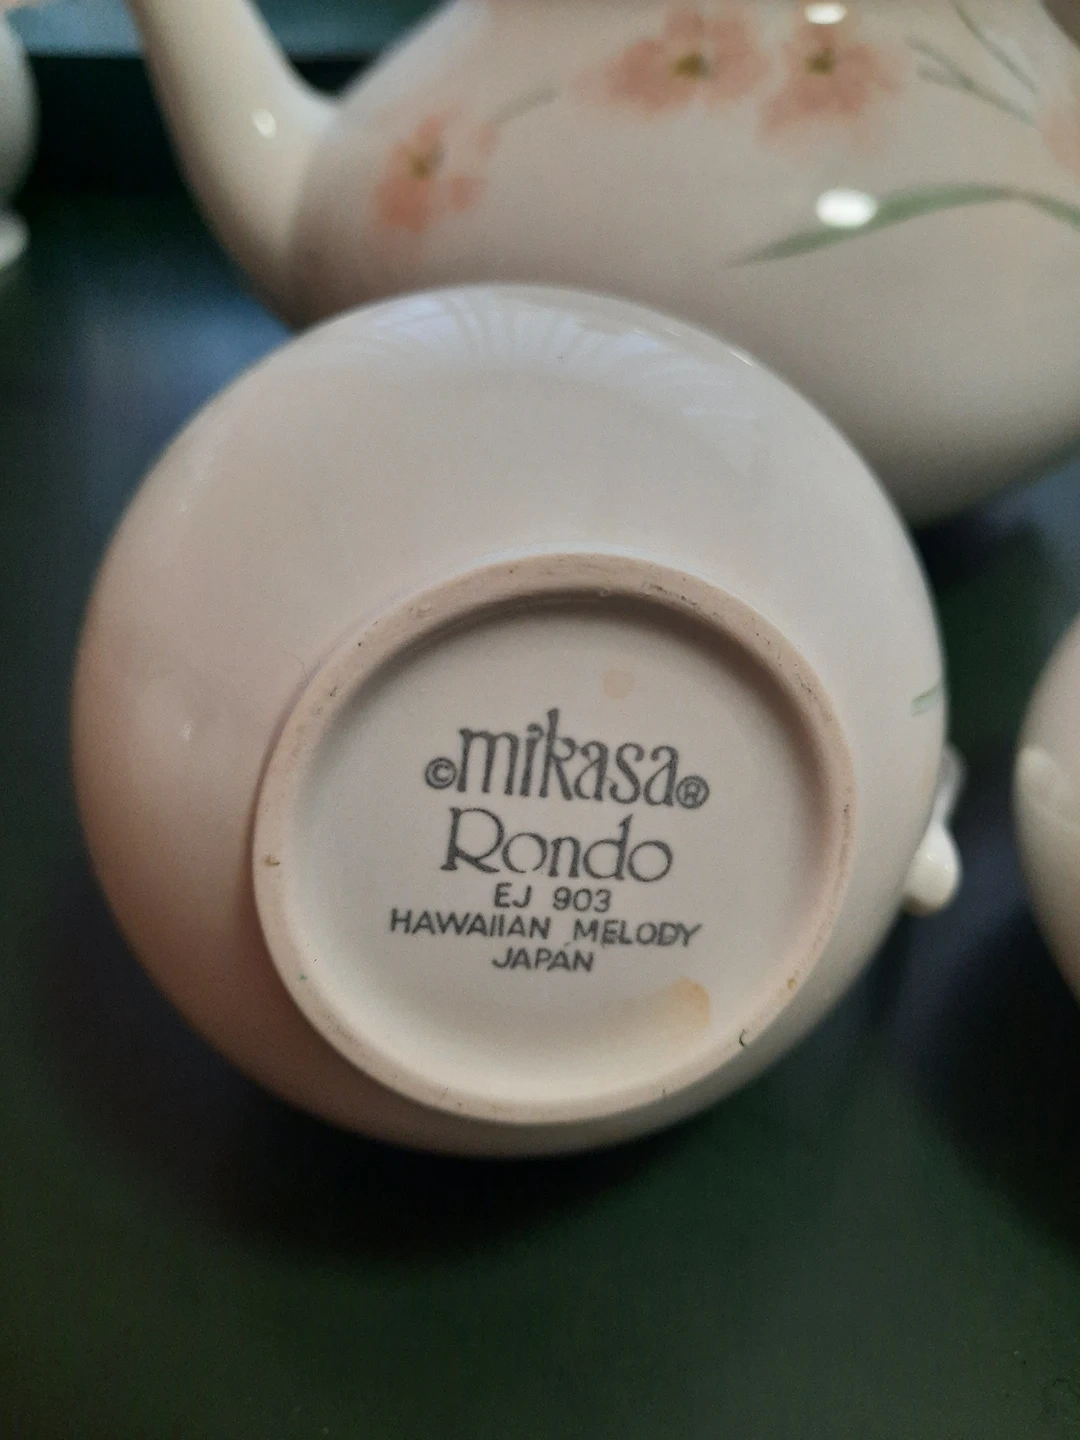 ©mikasa®
Rondo
EJ 903
HAWAIIAN MELODY
JAPAN